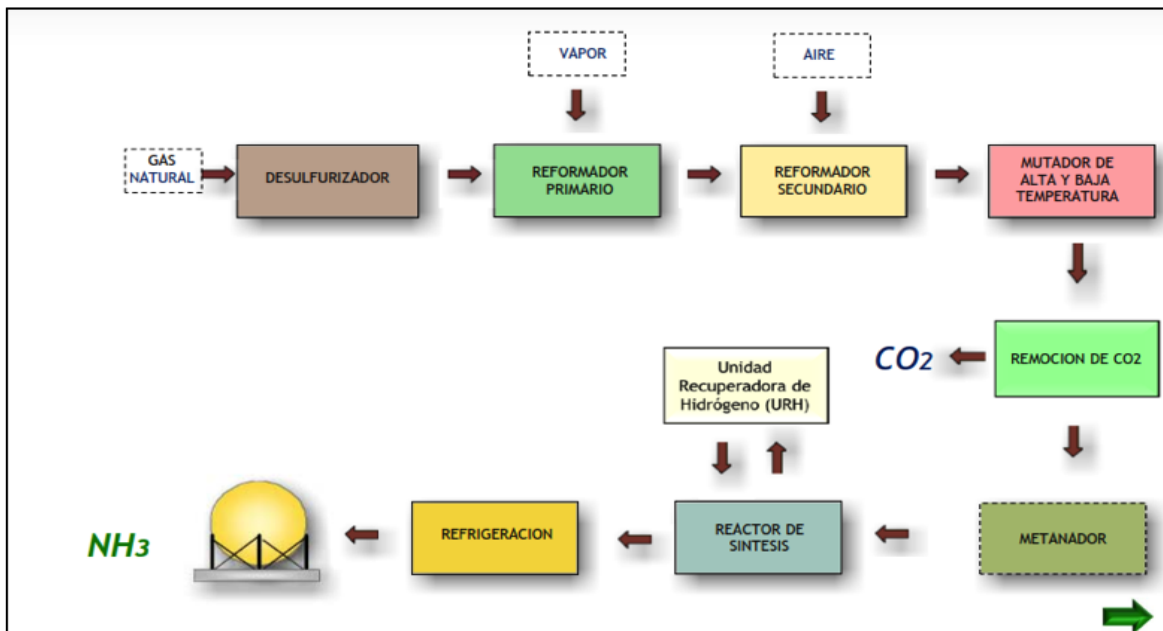 VAPOR
AIRE
GAS
NATURAL
DESULFURIZADOR
REFORMADOR
PRIMARIO
REFORMADOR
SECUNDARIO
MUTADOR DE
ALTA Y BAJA
TEMPERATURA
CO2
REMOCION DE CO2
Unidad
Recuperadora de
Hidrógeno (URH)
NH3
REFRIGERACION
REACTOR DE
SINTESIS
METANADOR